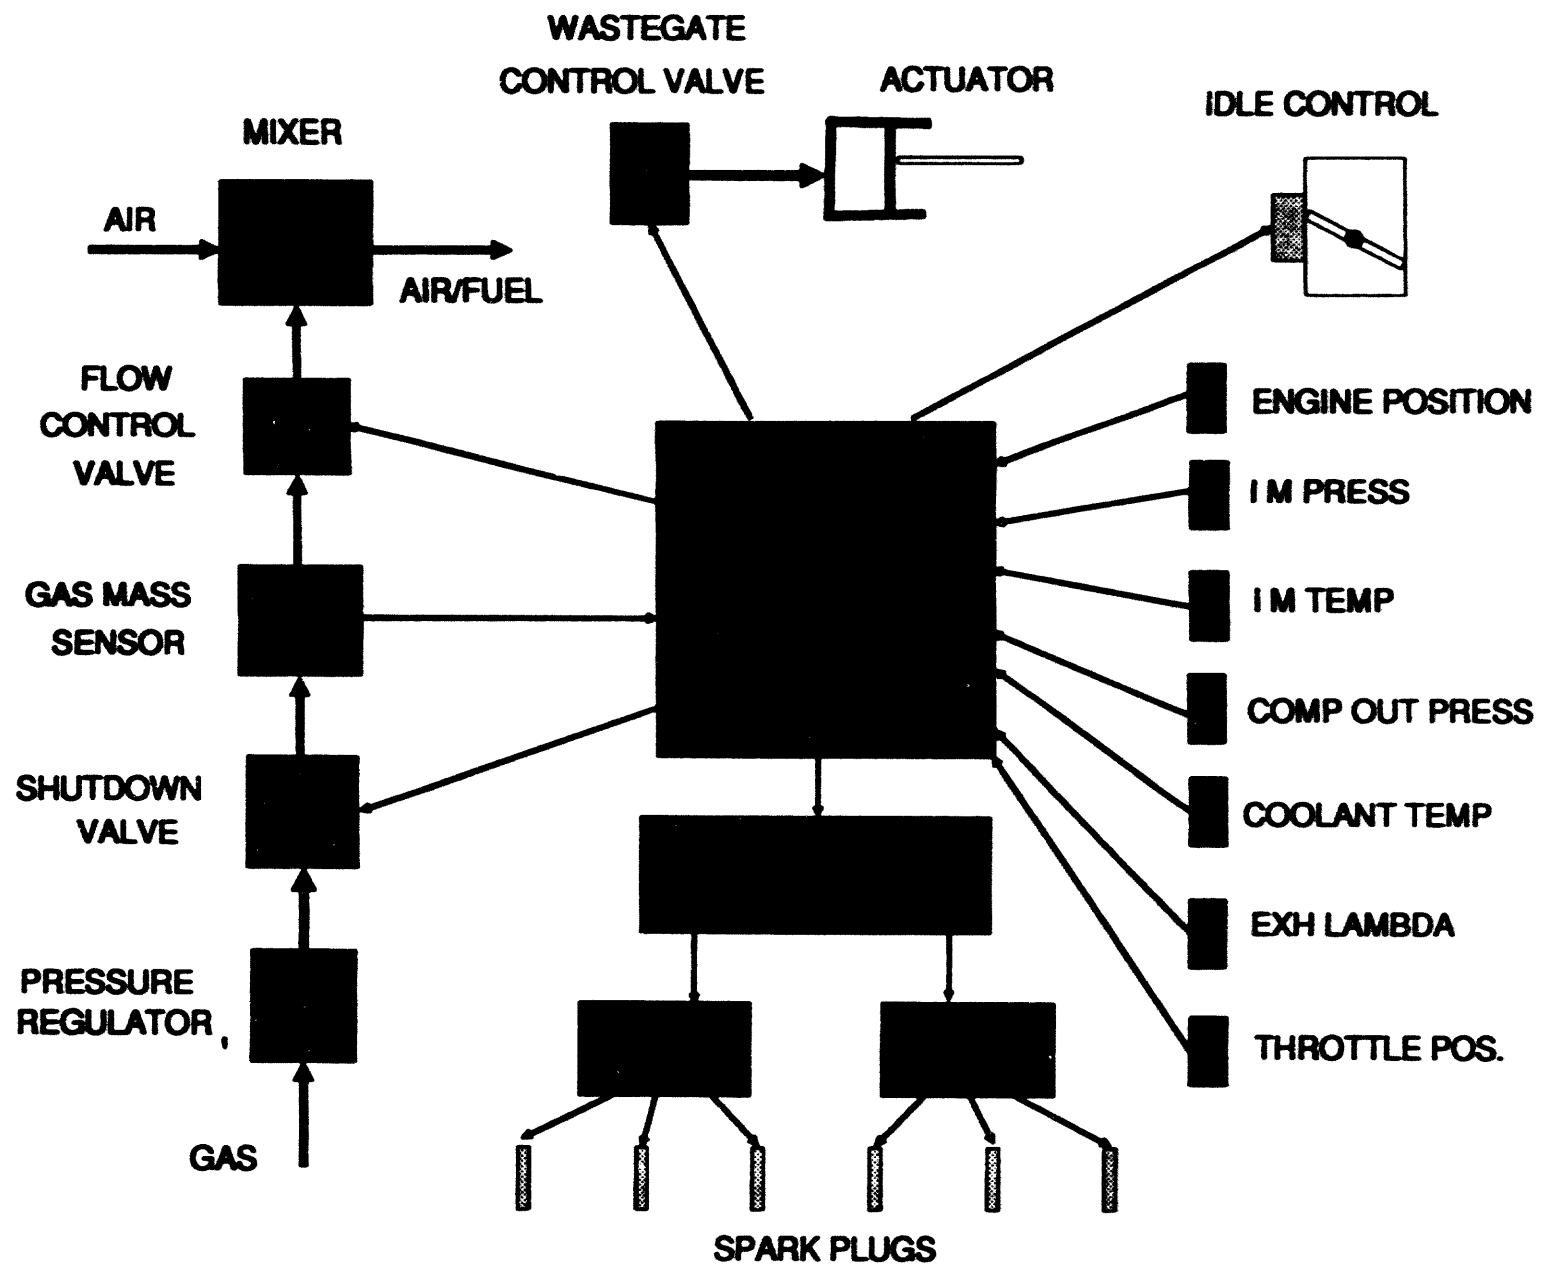 WASTEGATE
CONTROL VALVE
ACTUATOR
IDLE CONTROL
MIXER
AIR
AIR/FUEL
FLOW
CONTROL
VALVE
ENGINE POSITION
I M PRESS
GAS MASS
SENSOR
I M TEMP
COMP OUT PRESS
SHUTDOWN
VALVE
COOLANT TEMP
EXH LAMBDA
PRESSURE
REGULATOR
THROTTLE POS.
GAS
SPARK PLUGS